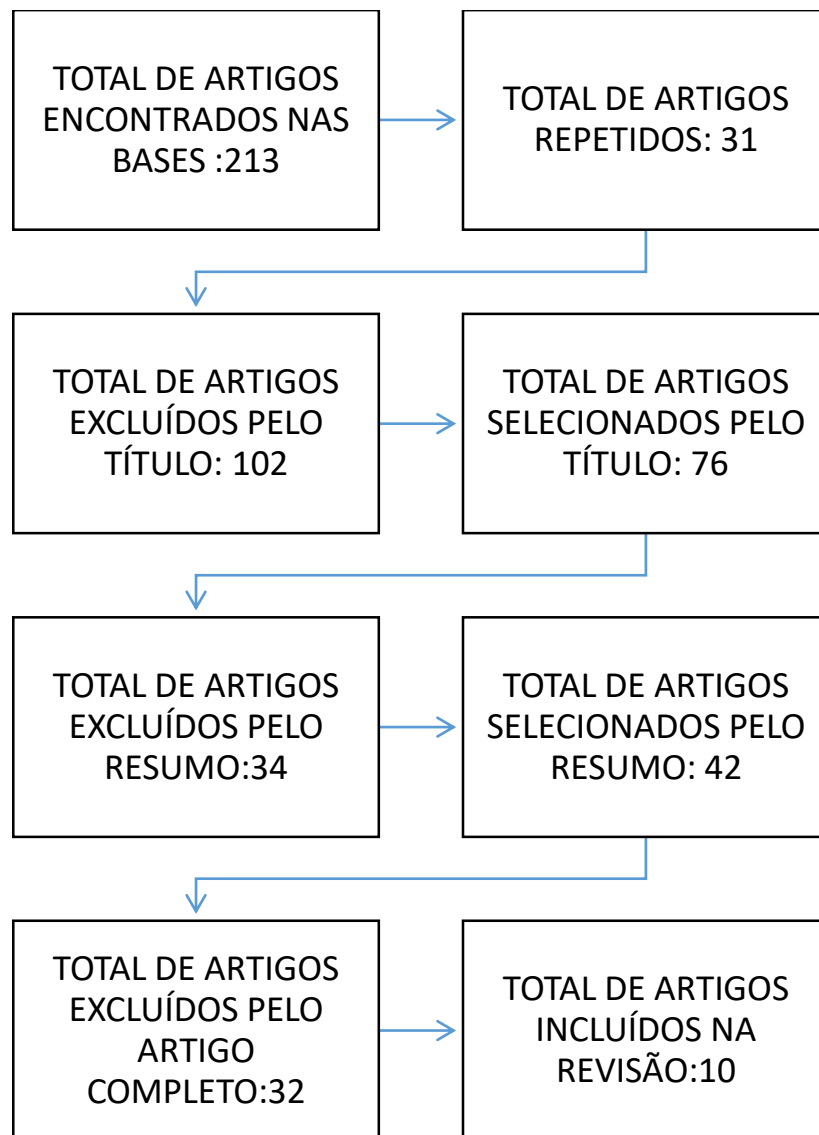 TOTAL DE ARTIGOS
ENCONTRADOS NAS
BASES :213
TOTAL DE ARTIGOS
REPETIDOS: 31
TOTAL DE ARTIGOS
EXCLUÍDOS PELO
TÍTULO: 102
TOTAL DE ARTIGOS
SELECIONADOS PELO
TÍTULO: 76
TOTAL DE ARTIGOS
EXCLUÍDOS PELO
RESUMO:34
TOTAL DE ARTIGOS
SELECIONADOS PELO
RESUMO: 42
TOTAL DE ARTIGOS
EXCLUÍDOS PELO
ARTIGO
COMPLETO:32
TOTAL DE ARTIGOS
INCLUÍDOS NA
REVISÃO:10